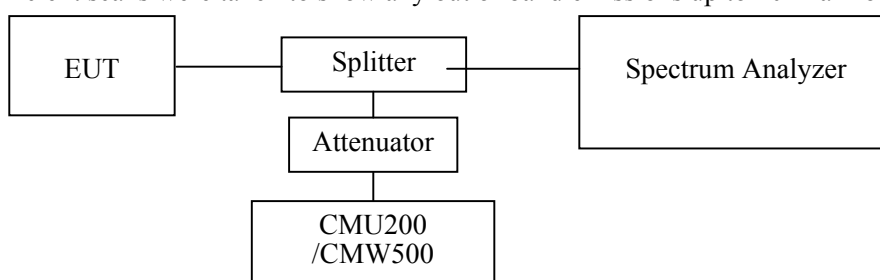 EUT
Splitter
Spectrum Analyzer
Attenuator
CMU200
/CMW500